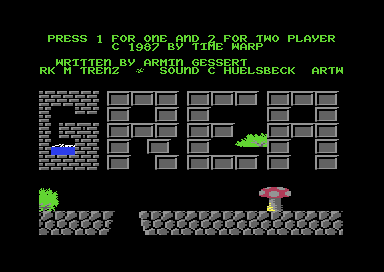 PRESS 1 FOR ONE AND 2 FOR TWO PLAYER
C 1987 BY TIME WARP
WRITTEN BY ARMIN GESSERT
RK M TRENZ * SOUND C HUELSBECK ARTW
GREA